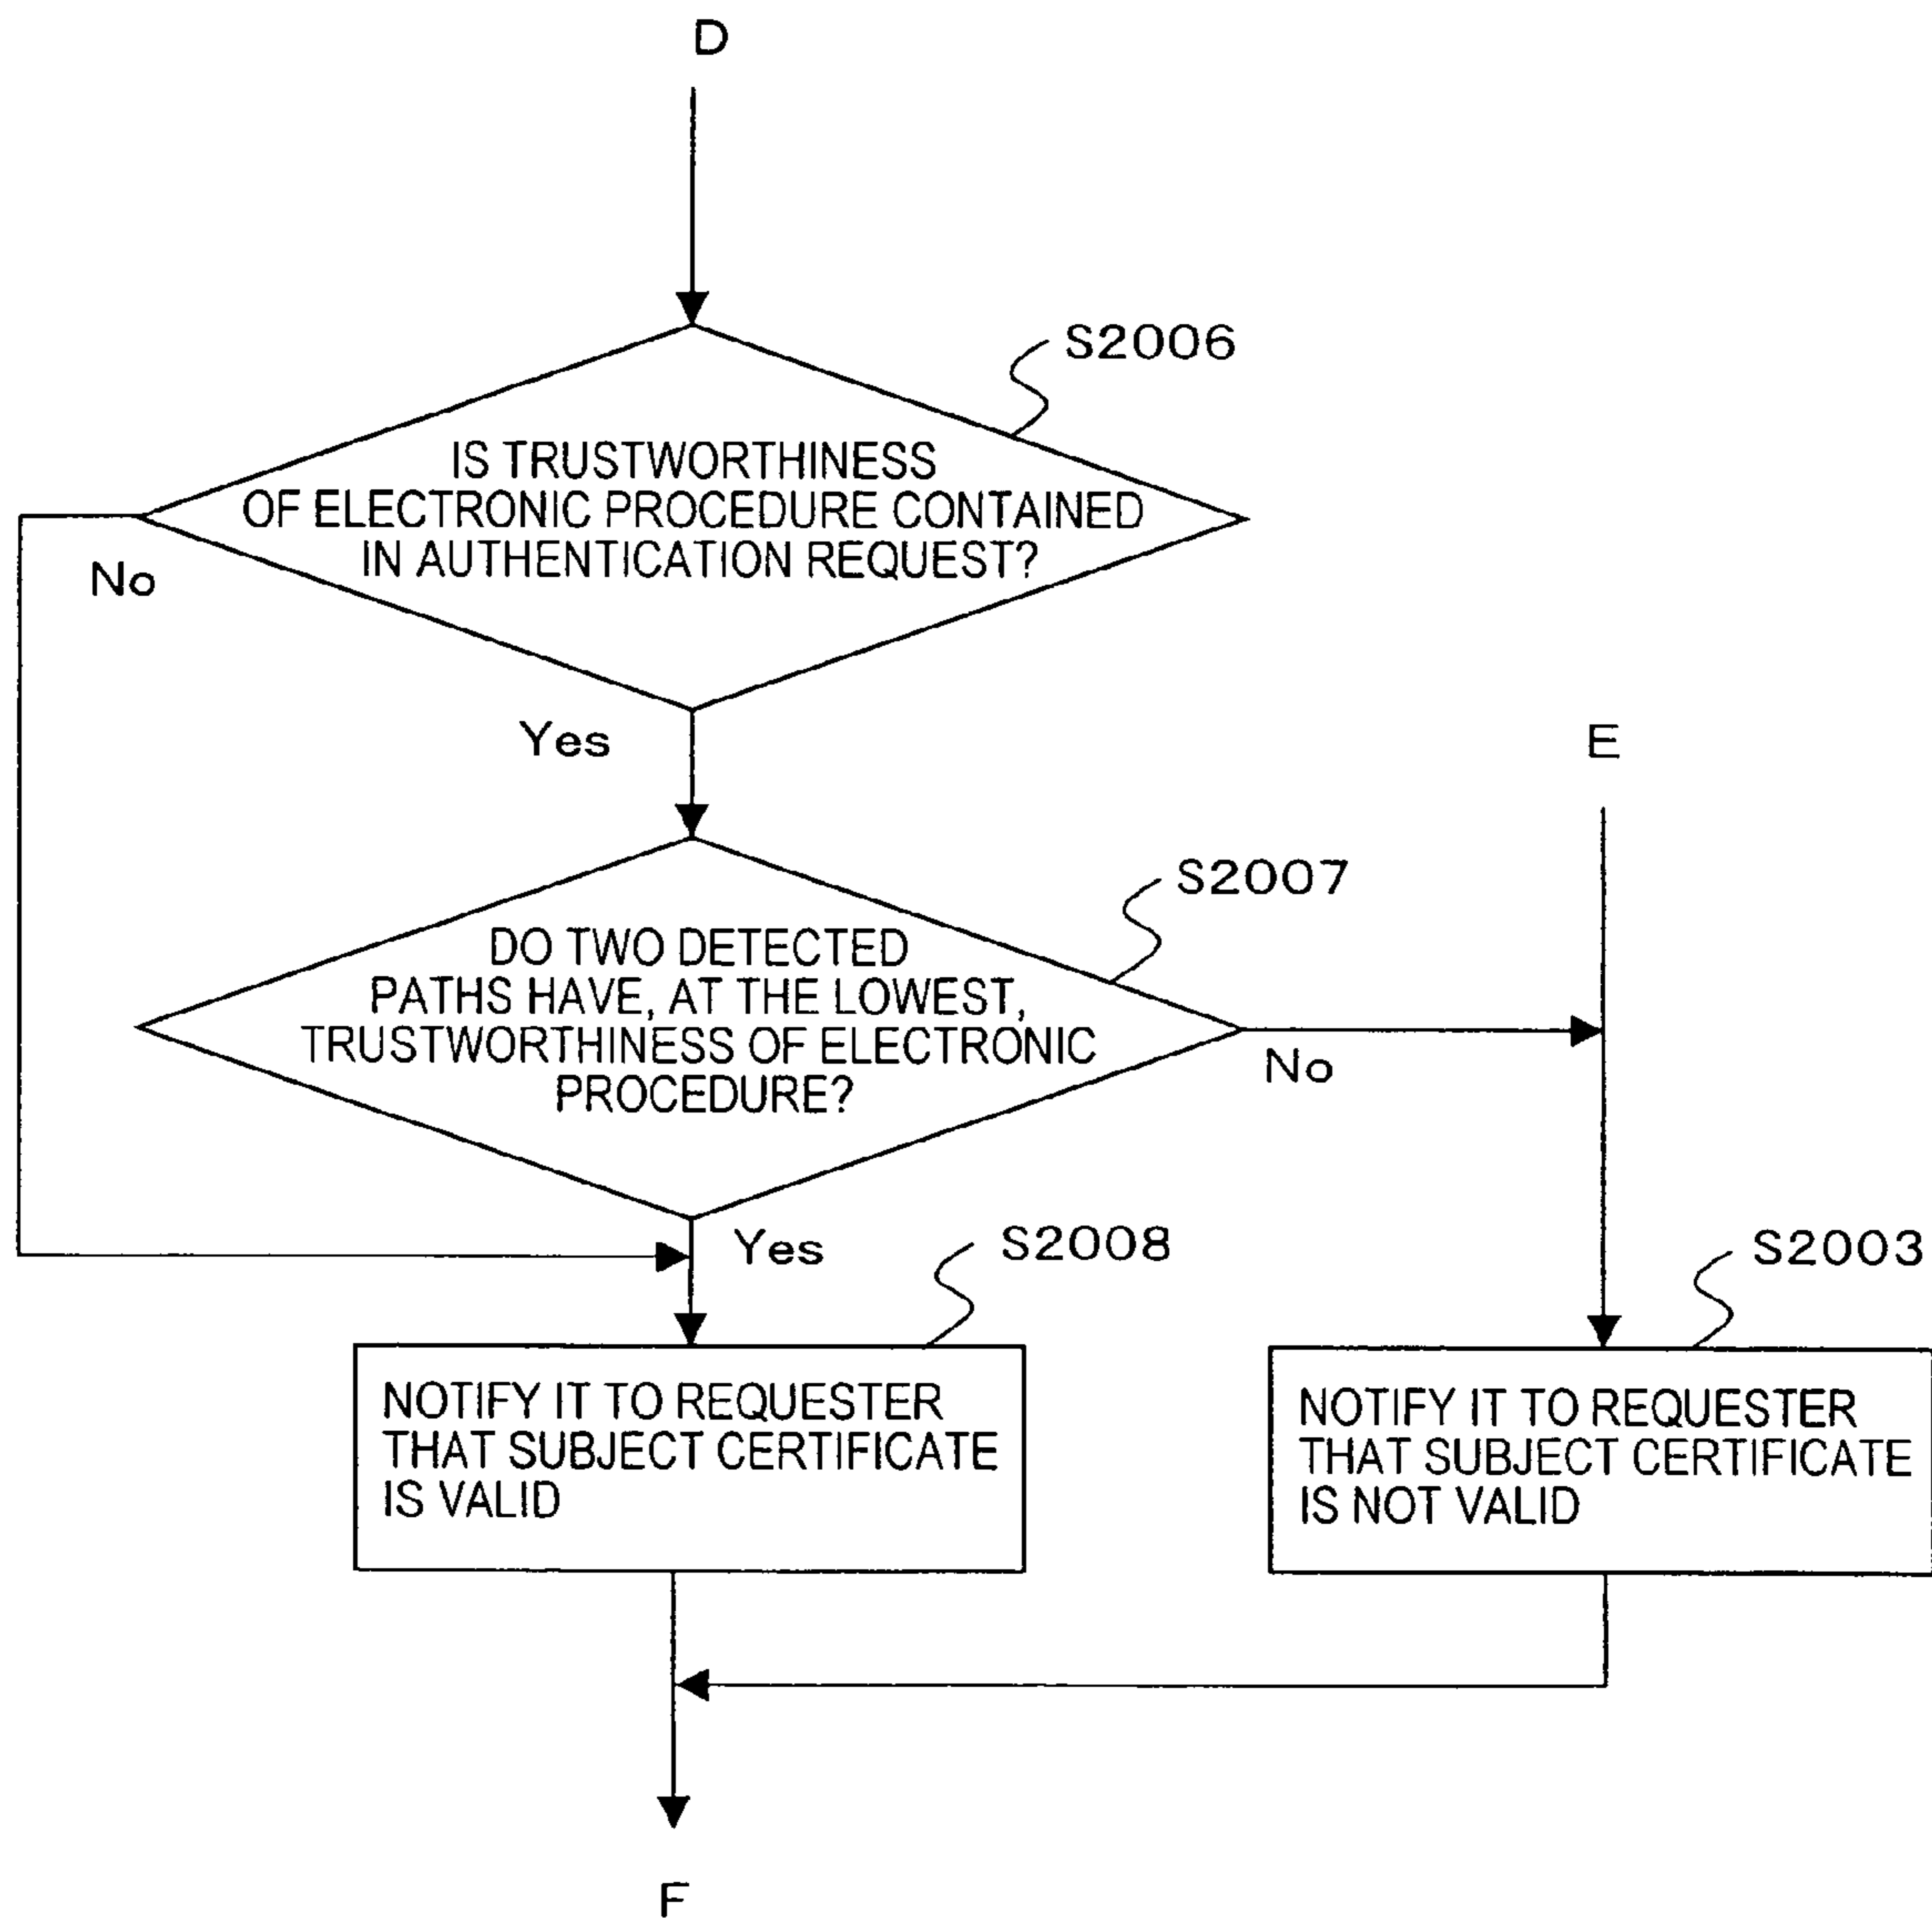 D
S2006
IS TRUSTWORTHINESS
OF ELECTRONIC PROCEDURE CONTAINED
IN AUTHENTICATION REQUEST?
No
Yes
E
S2007
DO TWO DETECTED
PATHS HAVE, AT THE LOWEST,
TRUSTWORTHINESS OF ELECTRONIC
PROCEDURE?
No
Yes
S2008
S2003
NOTIFY IT TO REQUESTER
THAT SUBJECT CERTIFICATE
IS VALID
NOTIFY IT TO REQUESTER
THAT SUBJECT CERTIFICATE
IS NOT VALID
F